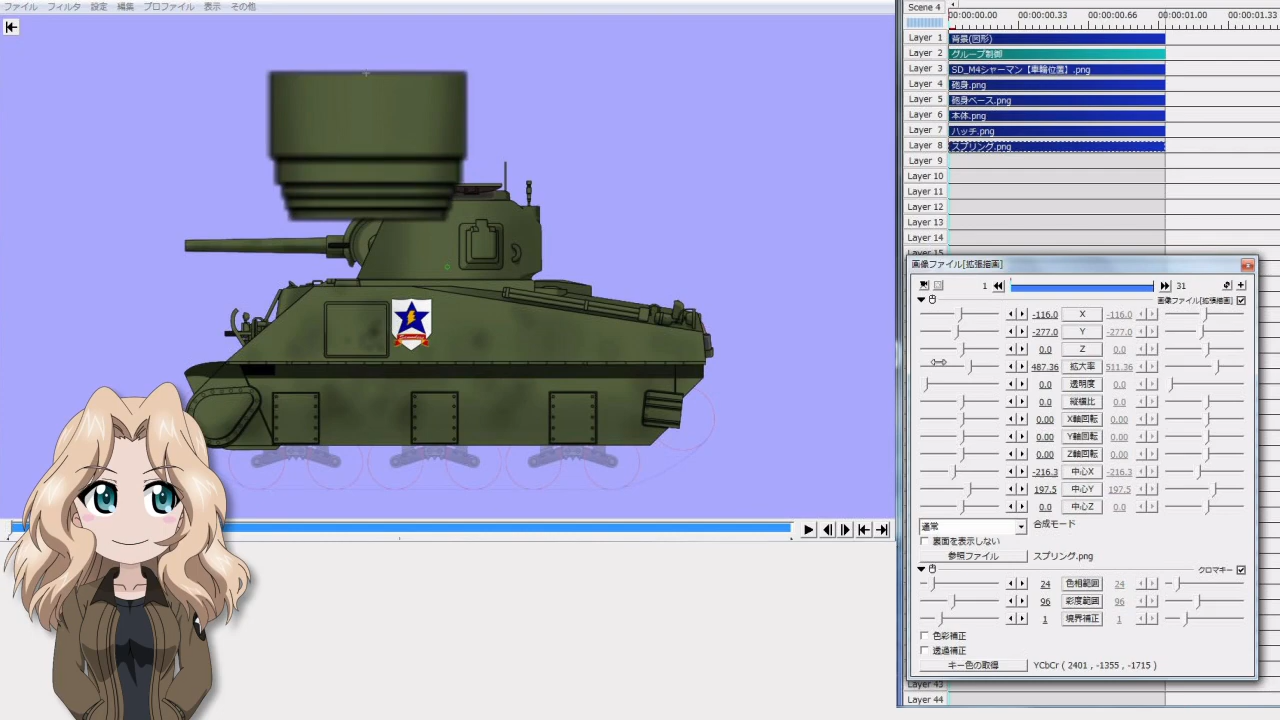 ファイル フィルタ 設定 編集 プロファイル 表示 その他
Scene 4
00:00:00.00 00:00:00.33 00:00:00.66 00:00:01.00 00:00:01.33
Layer 1 背景(図形)
Layer 2 グループ制御
Layer 3 SD_M4シャーマン【車輪位置】.png
Layer 4 砲身.png
Layer 5 砲身ベース.png
Layer 6 本体.png
Layer 7 ハッチ.png
Layer 8 スプリング.png
Layer 9
Layer 10
Layer 11
Layer 12
Layer 13
Layer 14
Layer 15
画像ファイル[拡張描画]
1 31
画像ファイル[拡張描画]
-116.0 X -116.0
-277.0 Y -277.0
0.0 Z 0.0
487.36 拡大率 511.36
0.0 透明度 0.0
0.0 縦横比 0.0
0.00 X軸回転 0.00
0.00 Y軸回転 0.00
0.00 Z軸回転 0.00
-216.3 中心X -216.3
197.5 中心Y 197.5
0.0 中心Z 0.0
通常 合成モード
裏面を表示しない
参照ファイル スプリング.png
クロマキー
24 色相範囲 24
96 彩度範囲 96
1 境界補正 1
色彩補正
透過補正
キー色の取得 YCbCr ( 2401 , -1355 , -1715 )
Layer 43
Layer 44